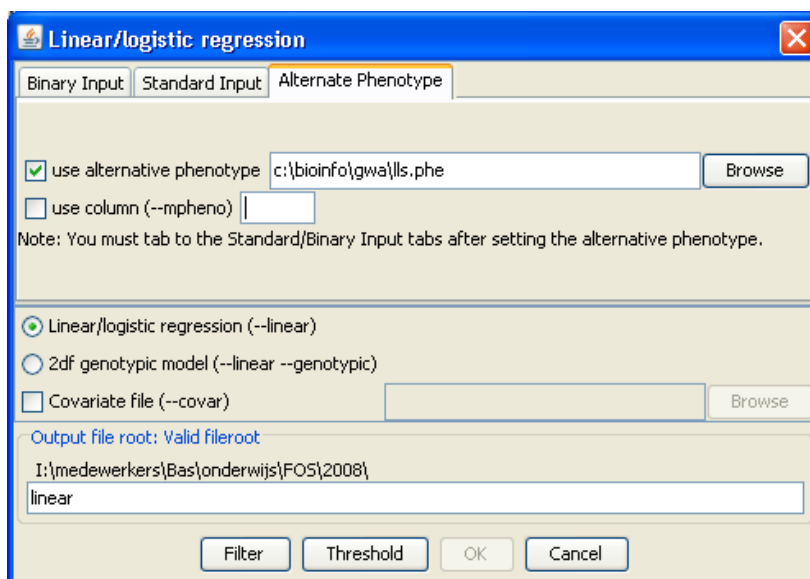 Linear/logistic regression
Binary Input Standard Input Alternate Phenotype
use alternative phenotype c:\bioinfo\gwa\lls.phe Browse
use column (--mpheno)
Note: You must tab to the Standard/Binary Input tabs after setting the alternative phenotype.
Linear/logistic regression (--linear)
2df genotypic model (--linear --genotypic)
Covariate file (--covar) Browse
Output file root: Valid fileroot
I:\medewerkers\Bas\onderwijs\FOS\2008\
linear
Filter Threshold OK Cancel